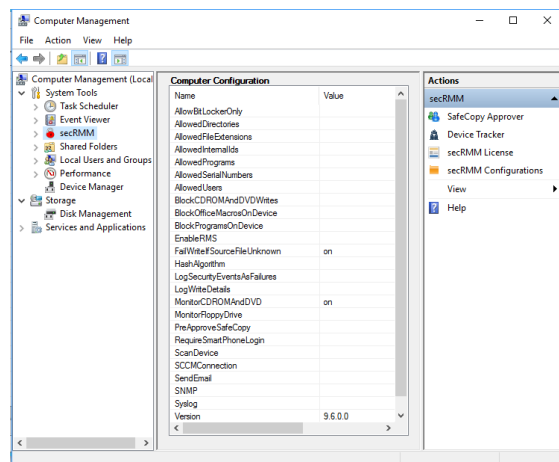 Computer Management
File Action View Help
Computer Management (Local
System Tools
Task Scheduler
Event Viewer
secRMM
Shared Folders
Local Users and Groups
Performance
Device Manager
Storage
Disk Management
Services and Applications
Computer Configuration
Name Value
AllowBitLockerOnly
AllowedDirectories
AllowedFileExtensions
AllowedInternalIds
AllowedPrograms
AllowedSerialNumbers
AllowedUsers
BlockCDROMAndDVDWrites
BlockOfficeMacrosOnDevice
BlockProgramsOnDevice
EnableRMS
FailWriteIfSourceFileUnknown on
HashAlgorithm
LogSecurityEventsAsFailures
LogWriteDetails
MonitorCDROMAndDVD on
MonitorFloppyDrive
PreApproveSafeCopy
RequireSmartPhoneLogin
ScanDevice
SCCMConnection
SendEmail
SNMP
Syslog
Version 9.6.0.0
Actions
secRMM
SafeCopy Approver
Device Tracker
secRMM License
secRMM Configurations
View
Help